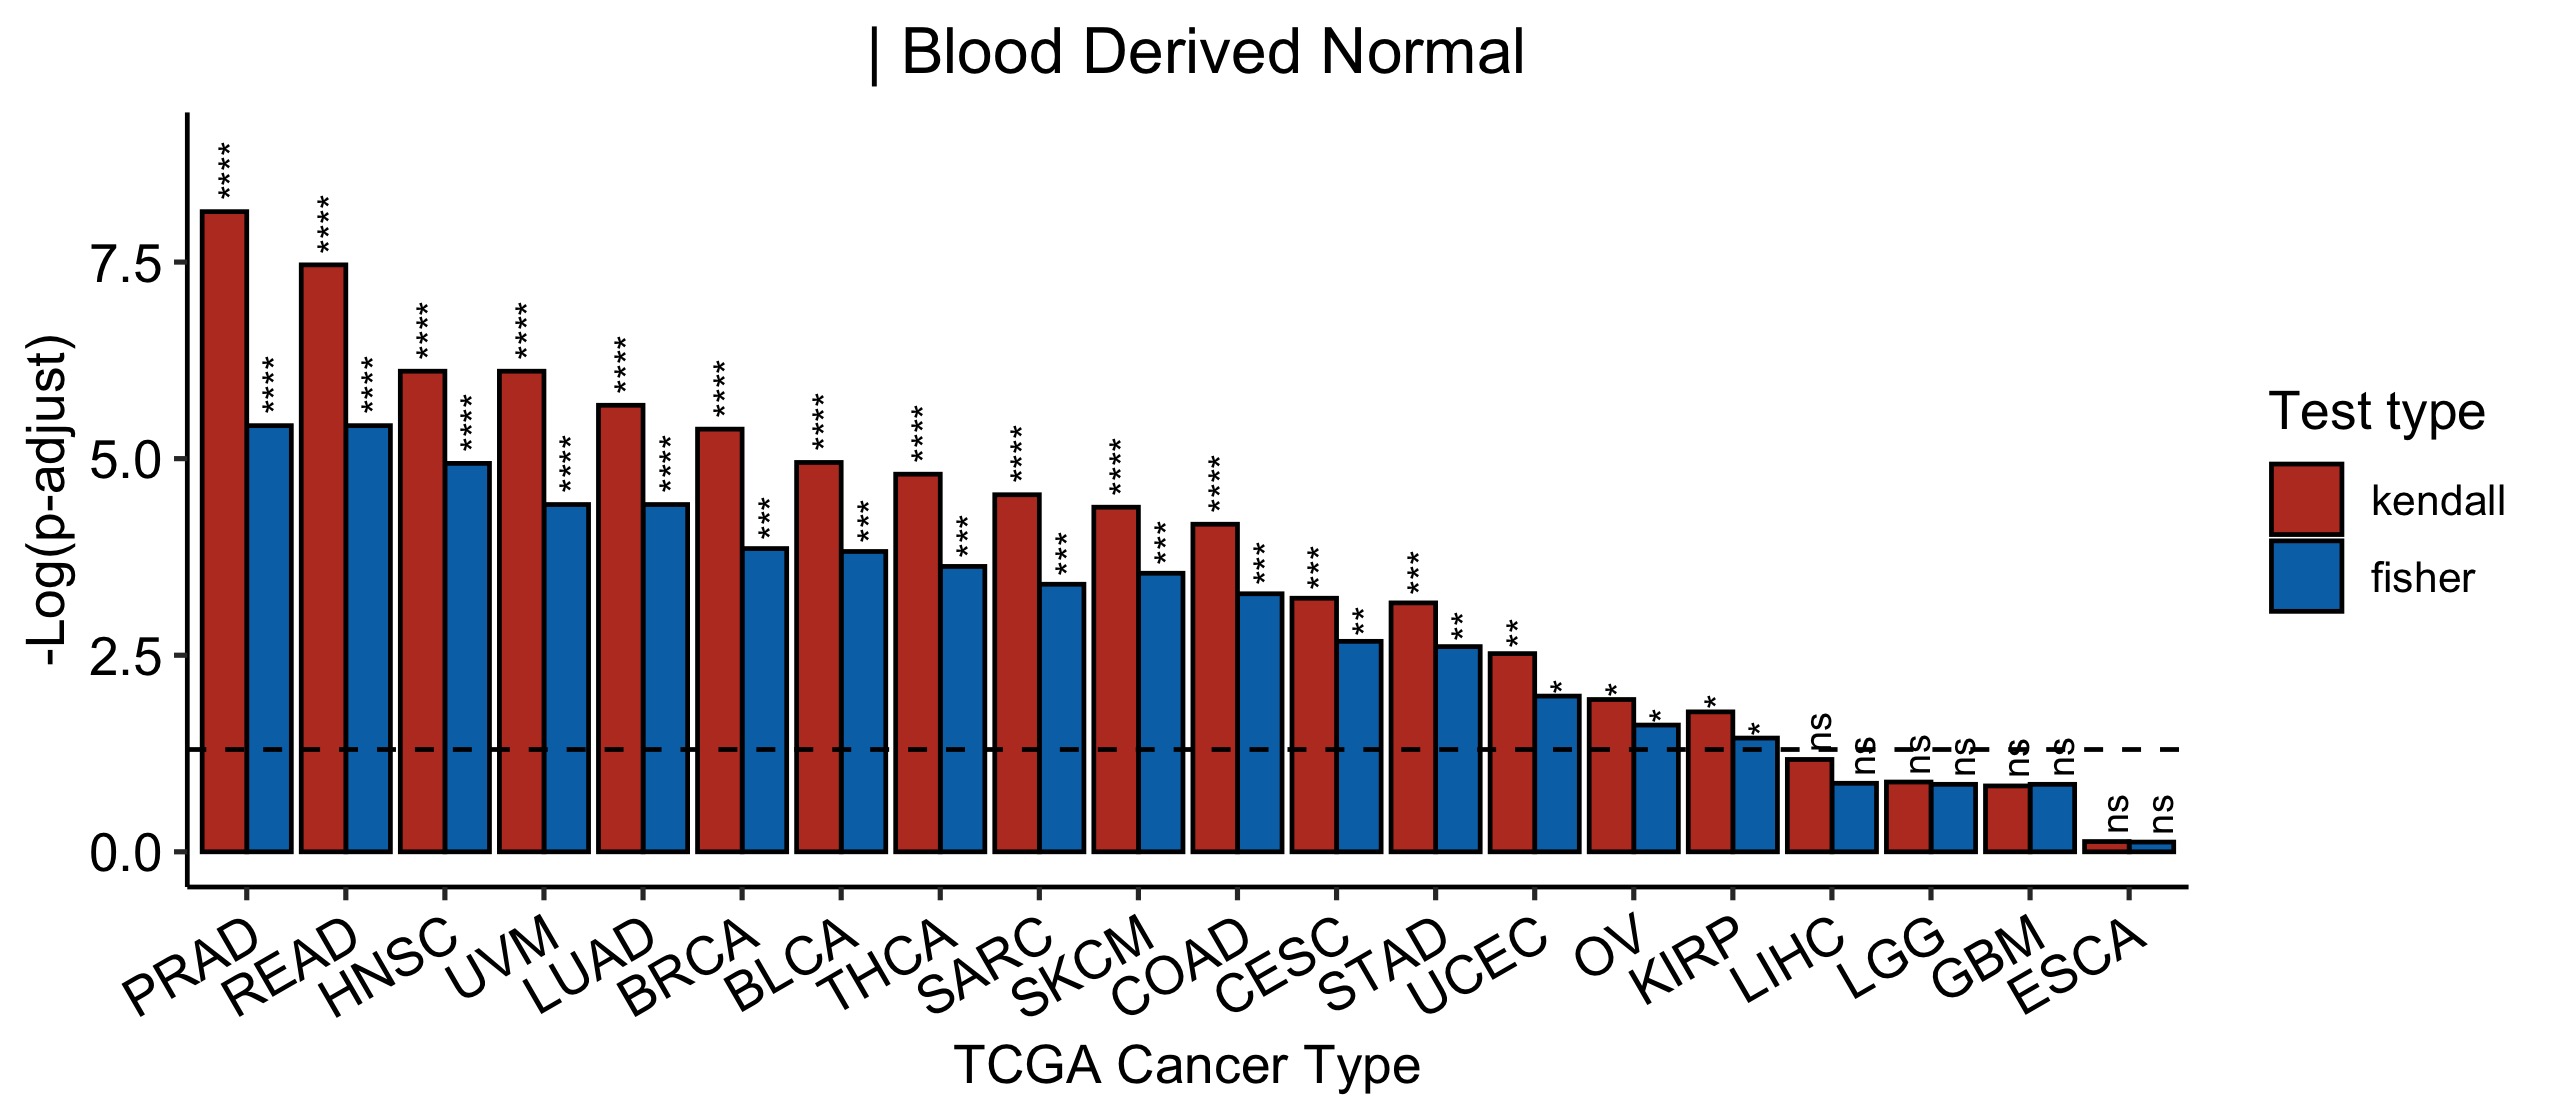 | Blood Derived Normal
-Log(p-adjust)
7.5
5.0
2.5
0.0
**** **** **** **** **** **** **** **** **** **** **** *** **** *** **** *** **** *** **** *** **** *** *** ** *** ** ** * * * * * ns ns ns ns ns ns ns ns
PRAD READ HNSC UVM LUAD BRCA BLCA THCA SARC SKCM COAD CESC STAD UCEC OV KIRP LIHC LGG GBM ESCA
TCGA Cancer Type
Test type
kendall
fisher